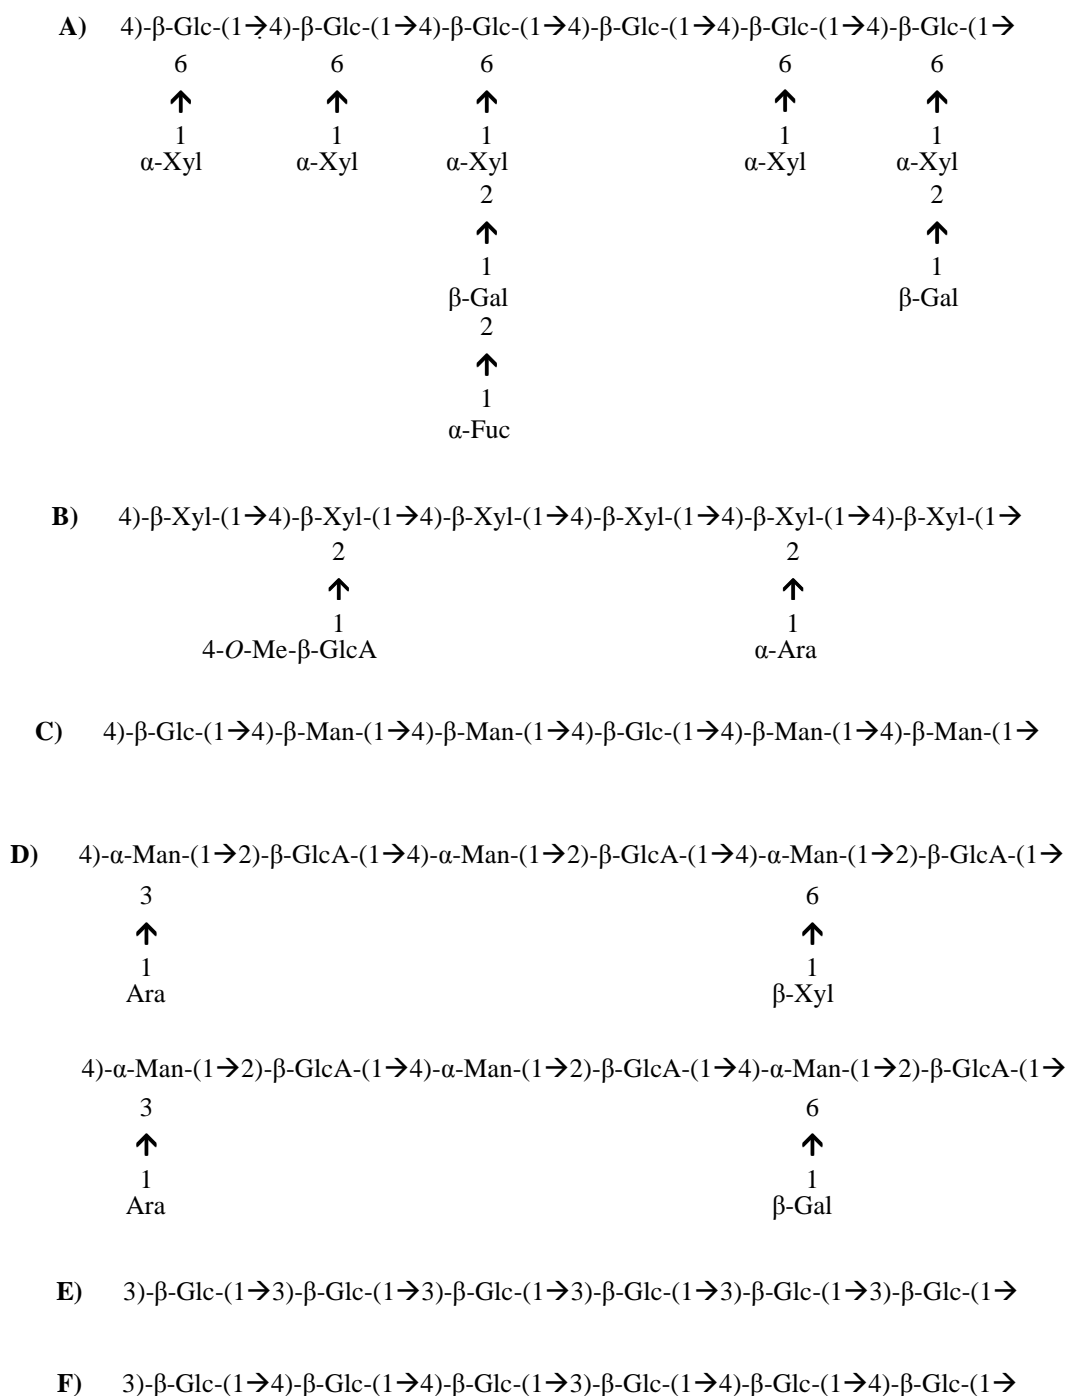 A) 4)-β-Glc-(1→4)-β-Glc-(1→4)-β-Glc-(1→4)-β-Glc-(1→4)-β-Glc-(1→4)-β-Glc-(1→
6 6 6 6 6
↑ ↑ ↑ ↑ ↑
1 1 1 1 1
α-Xyl α-Xyl α-Xyl α-Xyl α-Xyl
2 2
↑ ↑
1 1
β-Gal β-Gal
2
↑
1
α-Fuc
B) 4)-β-Xyl-(1→4)-β-Xyl-(1→4)-β-Xyl-(1→4)-β-Xyl-(1→4)-β-Xyl-(1→4)-β-Xyl-(1→
2 2
↑ ↑
1 1
4-O-Me-β-GlcA α-Ara
C) 4)-β-Glc-(1→4)-β-Man-(1→4)-β-Man-(1→4)-β-Glc-(1→4)-β-Man-(1→4)-β-Man-(1→
D) 4)-α-Man-(1→2)-β-GlcA-(1→4)-α-Man-(1→2)-β-GlcA-(1→4)-α-Man-(1→2)-β-GlcA-(1→
3 6
↑ ↑
1 1
Ara β-Xyl
4)-α-Man-(1→2)-β-GlcA-(1→4)-α-Man-(1→2)-β-GlcA-(1→4)-α-Man-(1→2)-β-GlcA-(1→
3 6
↑ ↑
1 1
Ara β-Gal
E) 3)-β-Glc-(1→3)-β-Glc-(1→3)-β-Glc-(1→3)-β-Glc-(1→3)-β-Glc-(1→3)-β-Glc-(1→
F) 3)-β-Glc-(1→4)-β-Glc-(1→4)-β-Glc-(1→3)-β-Glc-(1→4)-β-Glc-(1→4)-β-Glc-(1→